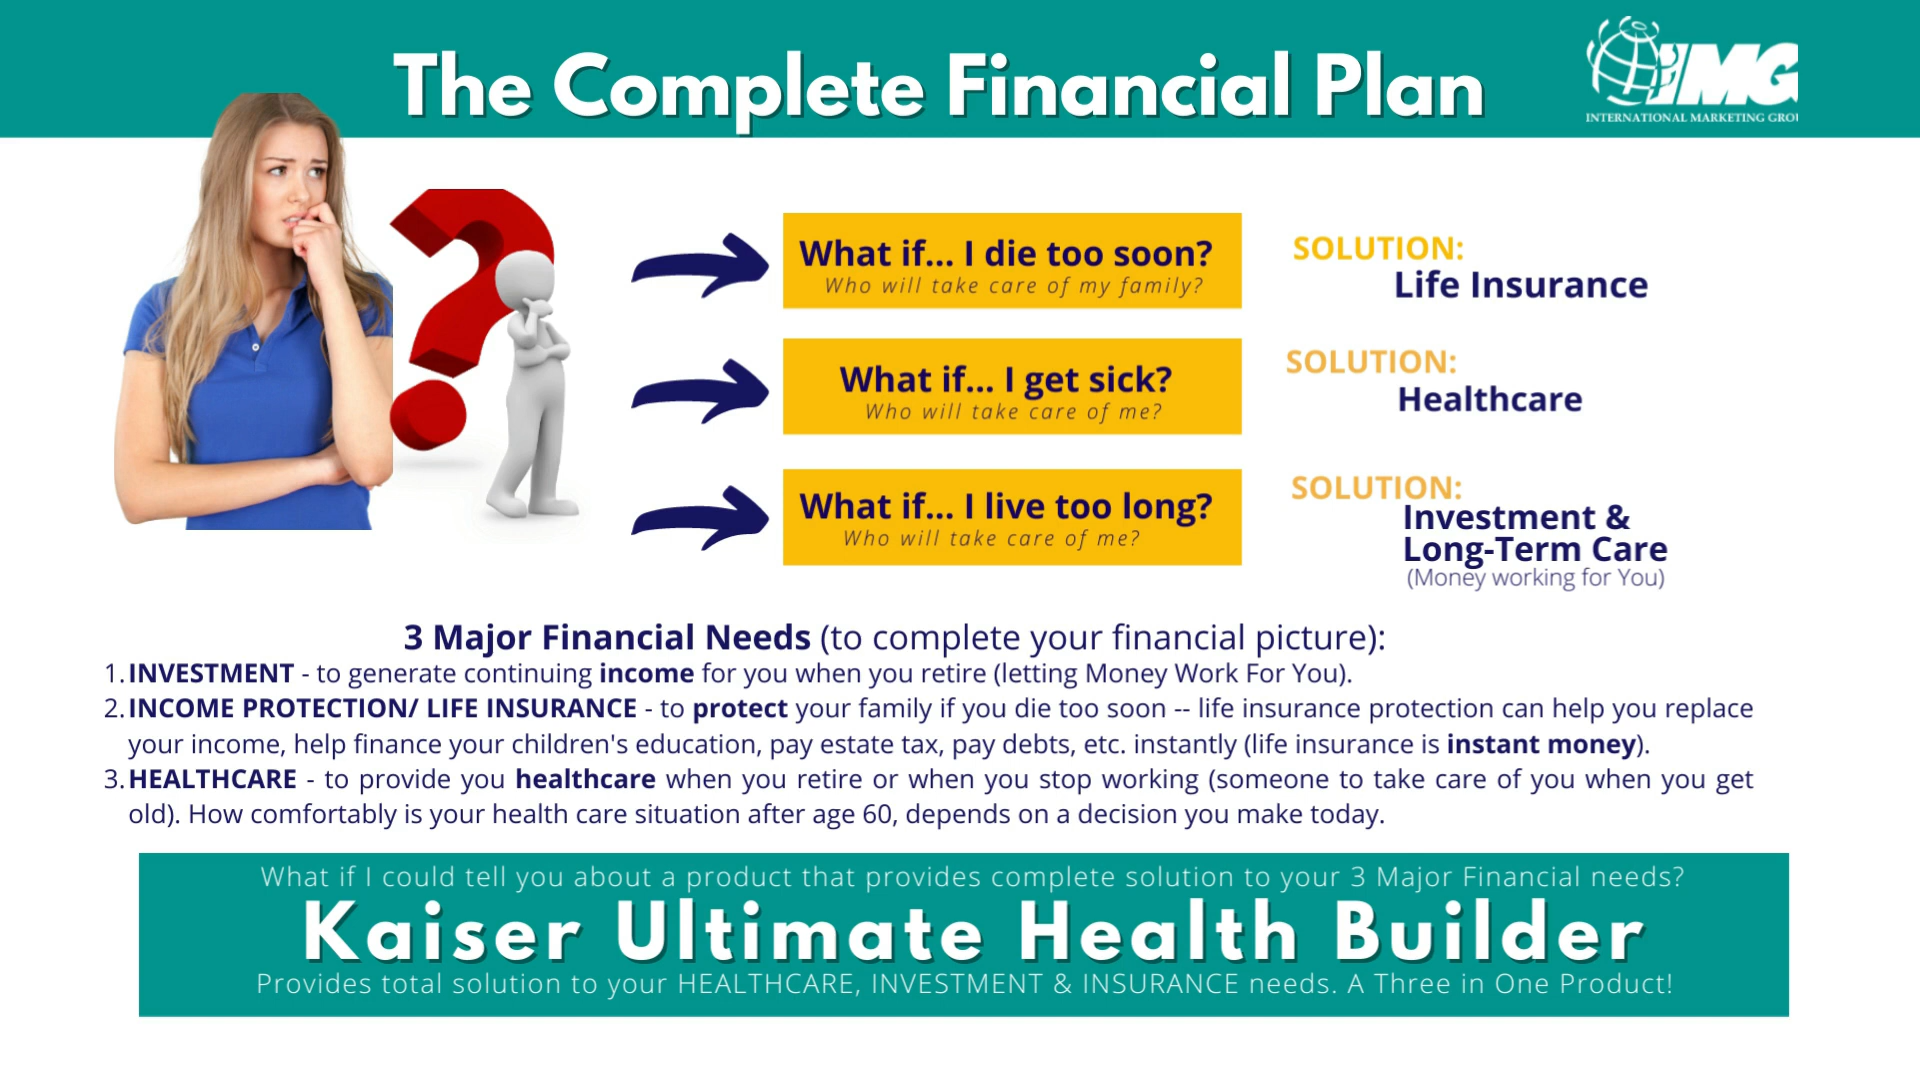 The Complete Financial Plan
IMG
INTERNATIONAL MARKETING GROU
What if... I die too soon?
Who will take care of my family?
SOLUTION:
Life Insurance
What if... I get sick?
Who will take care of me?
SOLUTION:
Healthcare
What if... I live too long?
Who will take care of me?
SOLUTION:
Investment &
Long-Term Care
(Money working for You)
3 Major Financial Needs (to complete your financial picture):
1. INVESTMENT - to generate continuing income for you when you retire (letting Money Work For You).
2. INCOME PROTECTION/ LIFE INSURANCE - to protect your family if you die too soon -- life insurance protection can help you replace
your income, help finance your children's education, pay estate tax, pay debts, etc. instantly (life insurance is instant money).
3. HEALTHCARE - to provide you healthcare when you retire or when you stop working (someone to take care of you when you get
old). How comfortably is your health care situation after age 60, depends on a decision you make today.
What if I could tell you about a product that provides complete solution to your 3 Major Financial needs?
Kaiser Ultimate Health Builder
Provides total solution to your HEALTHCARE, INVESTMENT & INSURANCE needs. A Three in One Product!